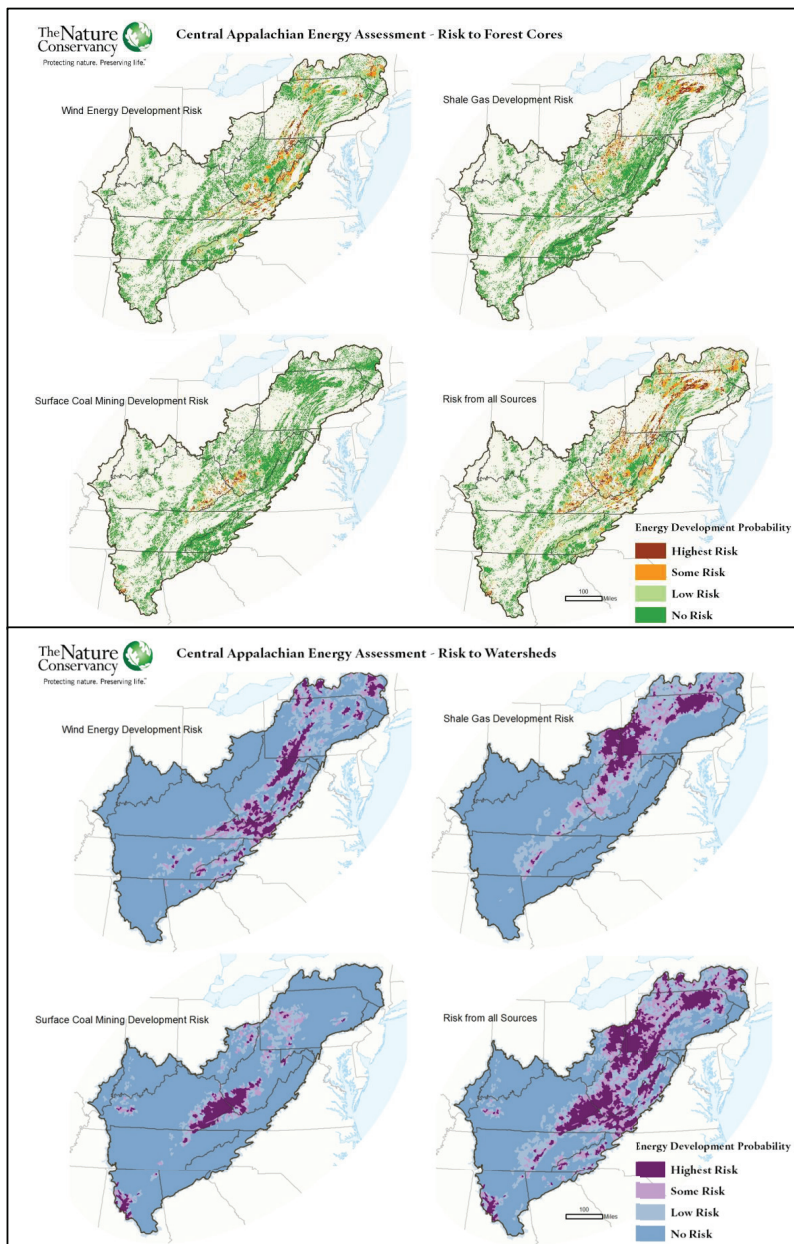 The Nature
Conservancy
Protecting nature. Preserving life.™
Central Appalachian Energy Assessment - Risk to Forest Cores
Wind Energy Development Risk
Shale Gas Development Risk
Surface Coal Mining Development Risk
Risk from all Sources
Energy Development Probability
Highest Risk
Some Risk
Low Risk
No Risk
100
Miles
The Nature
Conservancy
Protecting nature. Preserving life.™
Central Appalachian Energy Assessment - Risk to Watersheds
Wind Energy Development Risk
Shale Gas Development Risk
Surface Coal Mining Development Risk
Risk from all Sources
Energy Development Probability
Highest Risk
Some Risk
Low Risk
No Risk
100
Miles